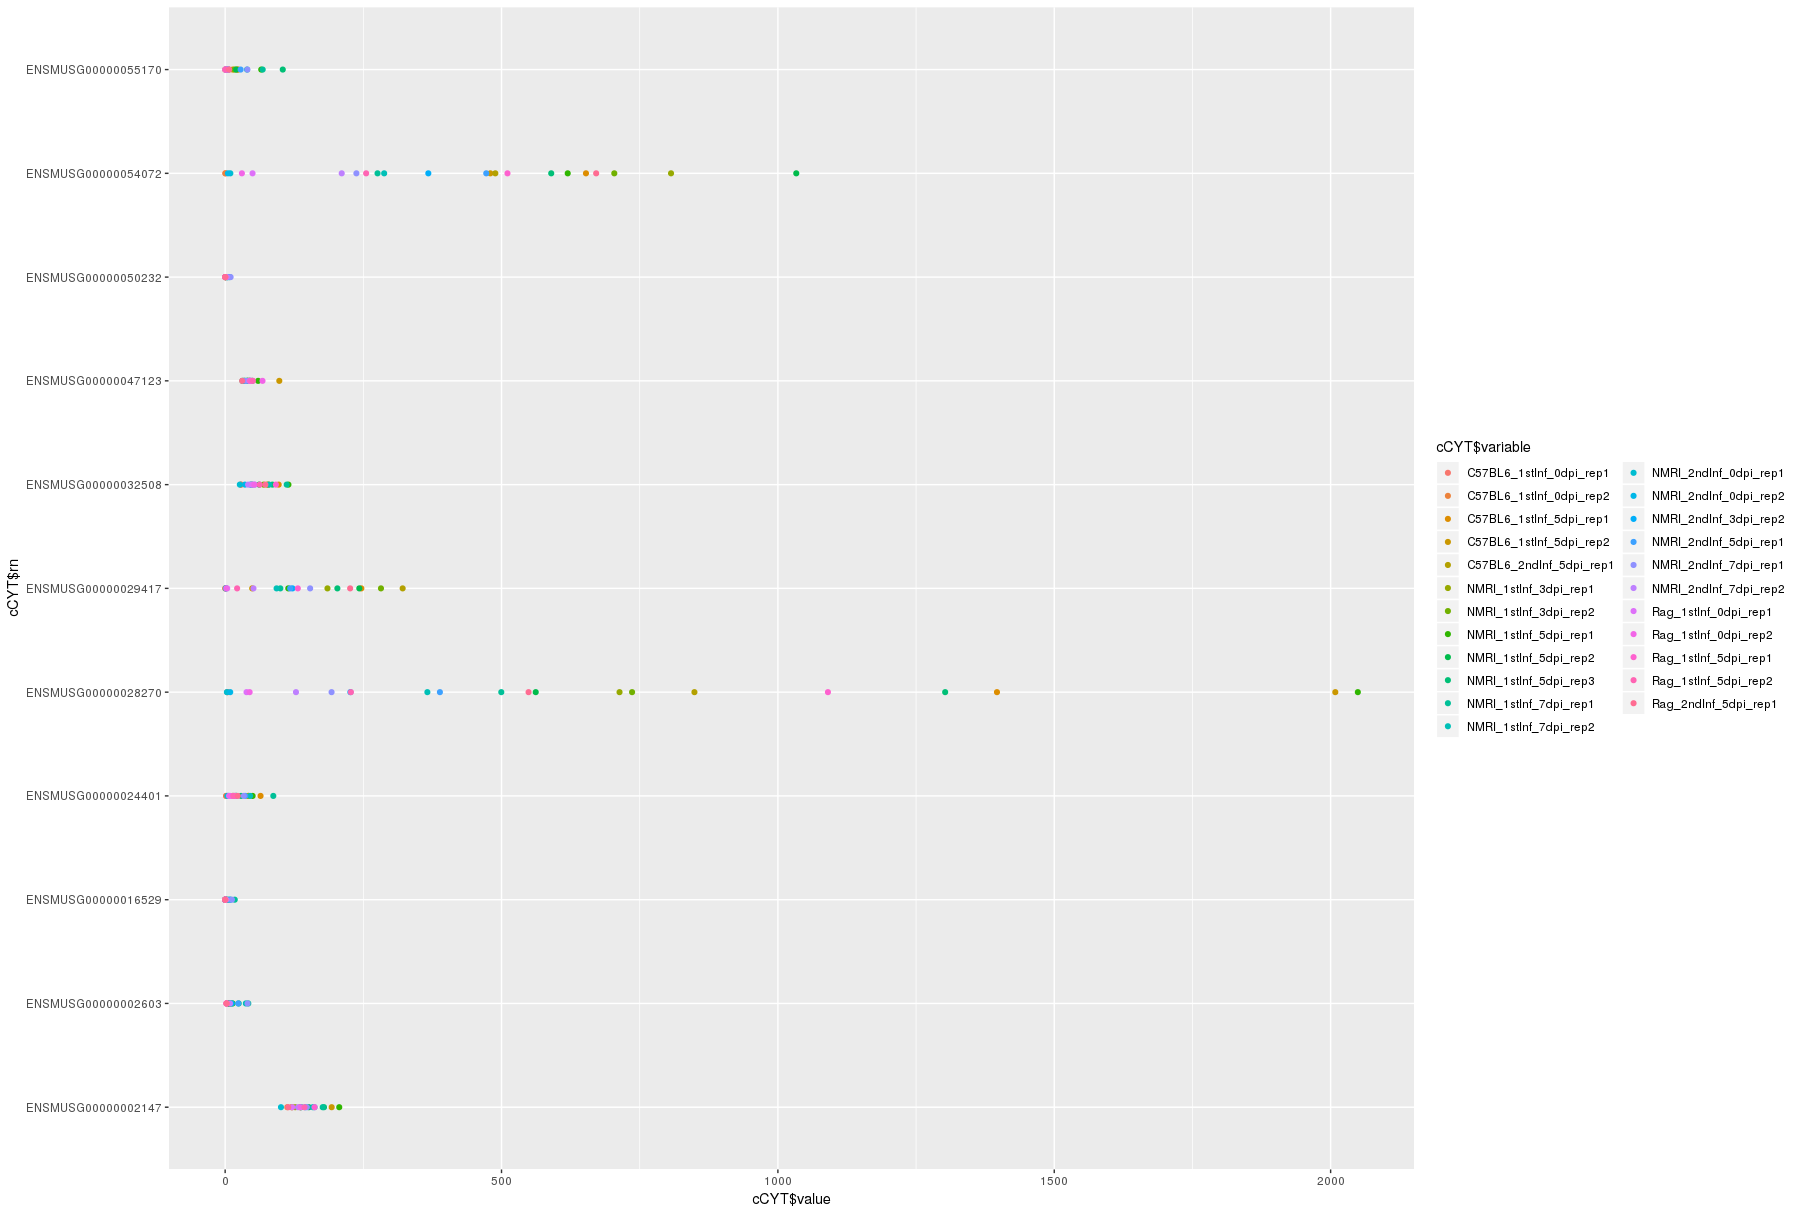 ENSMUSG00000055170
ENSMUSG00000054072
ENSMUSG00000050232
ENSMUSG00000047123
ENSMUSG00000032508
ENSMUSG00000029417
ENSMUSG00000028270
ENSMUSG00000024401
ENSMUSG00000016529
ENSMUSG00000002603
ENSMUSG00000002147
cCYT$rn
0 500 1000 1500 2000
cCYT$value
cCYT$variable
C57BL6_1stInf_0dpi_rep1
C57BL6_1stInf_0dpi_rep2
C57BL6_1stInf_5dpi_rep1
C57BL6_1stInf_5dpi_rep2
C57BL6_2ndInf_5dpi_rep1
NMRI_1stInf_3dpi_rep1
NMRI_1stInf_3dpi_rep2
NMRI_1stInf_5dpi_rep1
NMRI_1stInf_5dpi_rep2
NMRI_1stInf_5dpi_rep3
NMRI_1stInf_7dpi_rep1
NMRI_1stInf_7dpi_rep2
NMRI_2ndInf_0dpi_rep1
NMRI_2ndInf_0dpi_rep2
NMRI_2ndInf_3dpi_rep2
NMRI_2ndInf_5dpi_rep1
NMRI_2ndInf_7dpi_rep1
NMRI_2ndInf_7dpi_rep2
Rag_1stInf_0dpi_rep1
Rag_1stInf_0dpi_rep2
Rag_1stInf_5dpi_rep1
Rag_1stInf_5dpi_rep2
Rag_2ndInf_5dpi_rep1